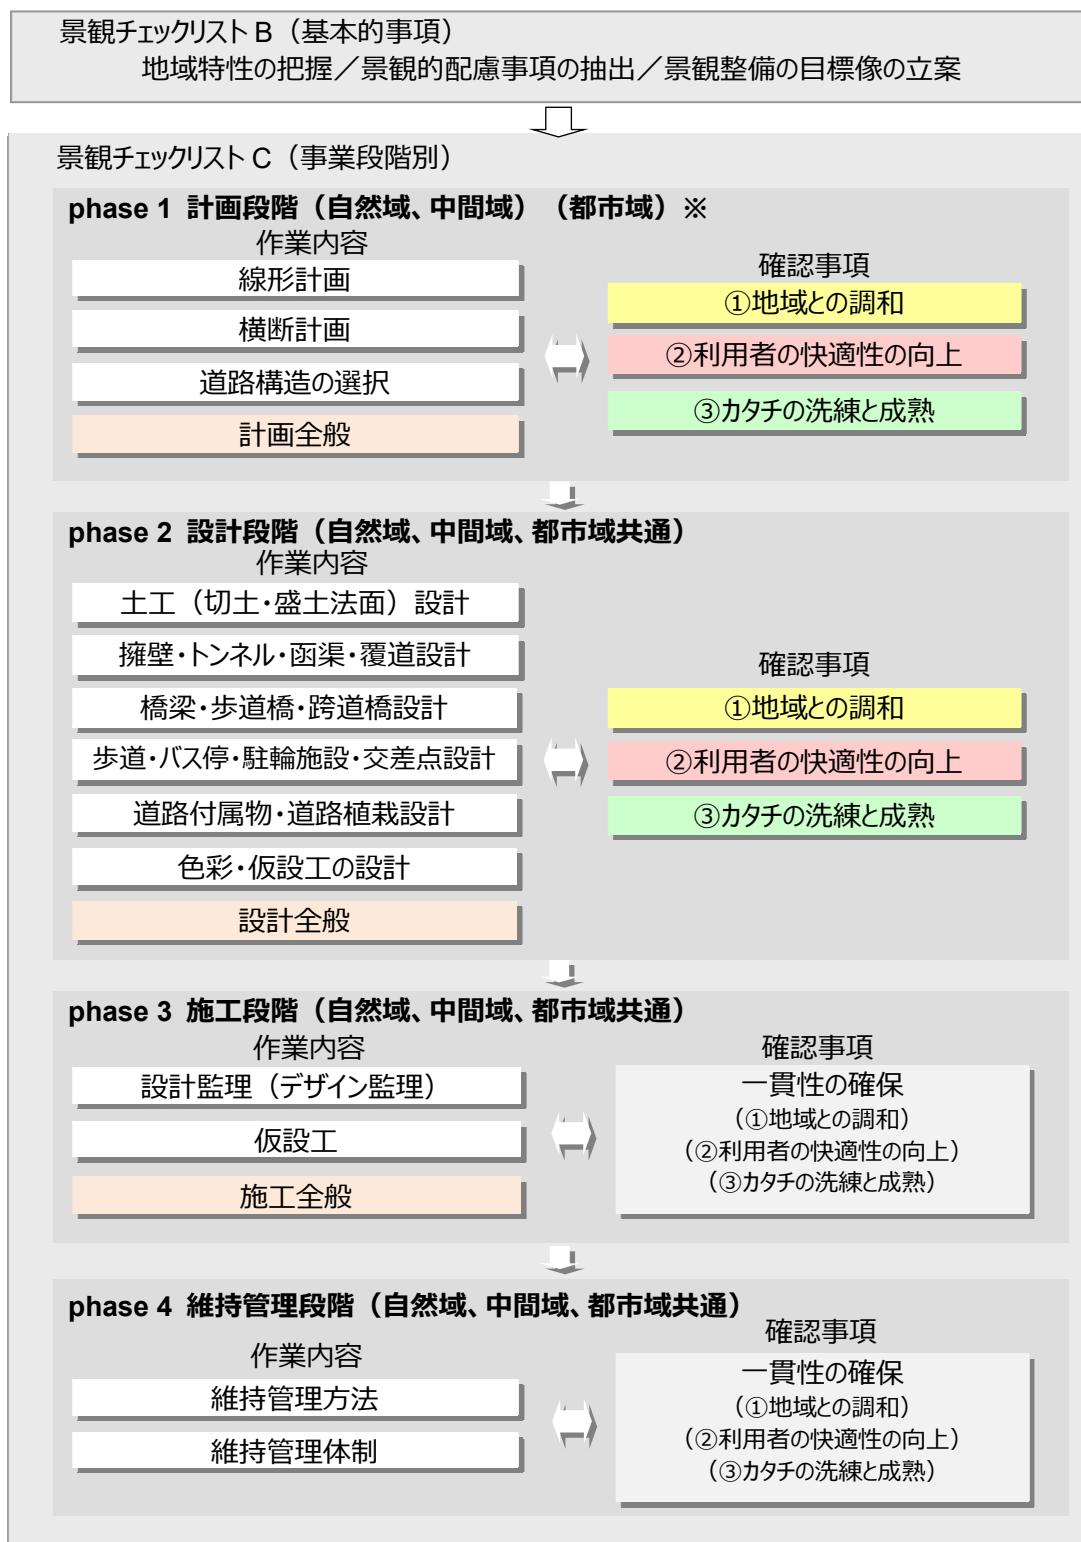 景観チェックリスト B（基本的事項）
地域特性の把握／景観的配慮事項の抽出／景観整備の目標像の立案
景観チェックリスト C（事業段階別）
phase 1 計画段階（自然域、中間域）（都市域）※
作業内容
線形計画
横断計画
道路構造の選択
計画全般
確認事項
①地域との調和
②利用者の快適性の向上
③カタチの洗練と成熟
phase 2 設計段階（自然域、中間域、都市域共通）
作業内容
土工（切土・盛土法面）設計
擁壁・トンネル・函渠・覆道設計
橋梁・歩道橋・跨道橋設計
歩道・バス停・駐輪施設・交差点設計
道路付属物・道路植栽設計
色彩・仮設工の設計
設計全般
確認事項
①地域との調和
②利用者の快適性の向上
③カタチの洗練と成熟
phase 3 施工段階（自然域、中間域、都市域共通）
作業内容
設計監理（デザイン監理）
仮設工
施工全般
確認事項
一貫性の確保
（①地域との調和）
（②利用者の快適性の向上）
（③カタチの洗練と成熟）
phase 4 維持管理段階（自然域、中間域、都市域共通）
作業内容
維持管理方法
維持管理体制
確認事項
一貫性の確保
（①地域との調和）
（②利用者の快適性の向上）
（③カタチの洗練と成熟）